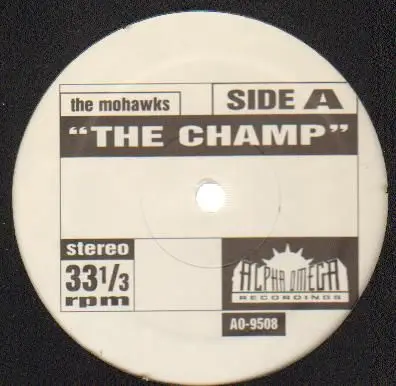 the mohawks
SIDE A
"THE CHAMP"
stereo
33 1/3
rpm
ALPHA OMEGA
RECORDINGS
AO-9508